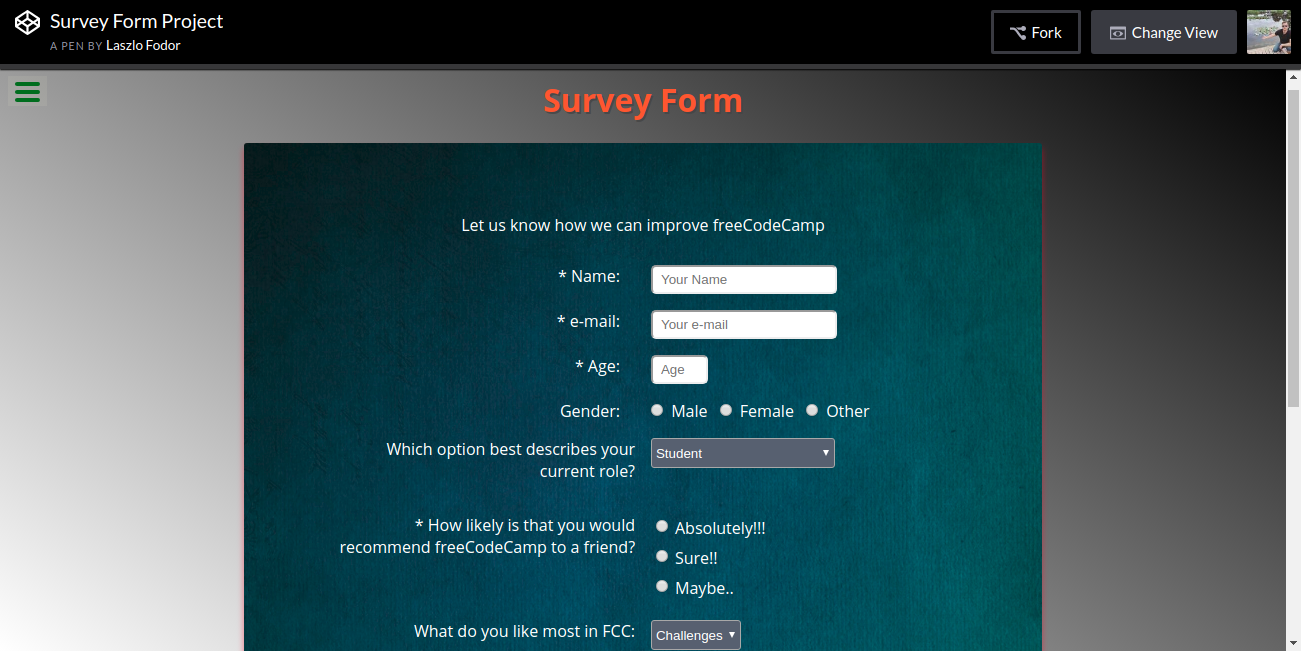 Survey Form Project
A PEN BY Laszlo Fodor
Fork
Change View
Survey Form
Let us know how we can improve freeCodeCamp
* Name:
Your Name
* e-mail:
Your e-mail
* Age:
Age
Gender:
Male
Female
Other
Which option best describes your
current role?
Student
* How likely is that you would
recommend freeCodeCamp to a friend?
Absolutely!!!
Sure!!
Maybe..
What do you like most in FCC:
Challenges